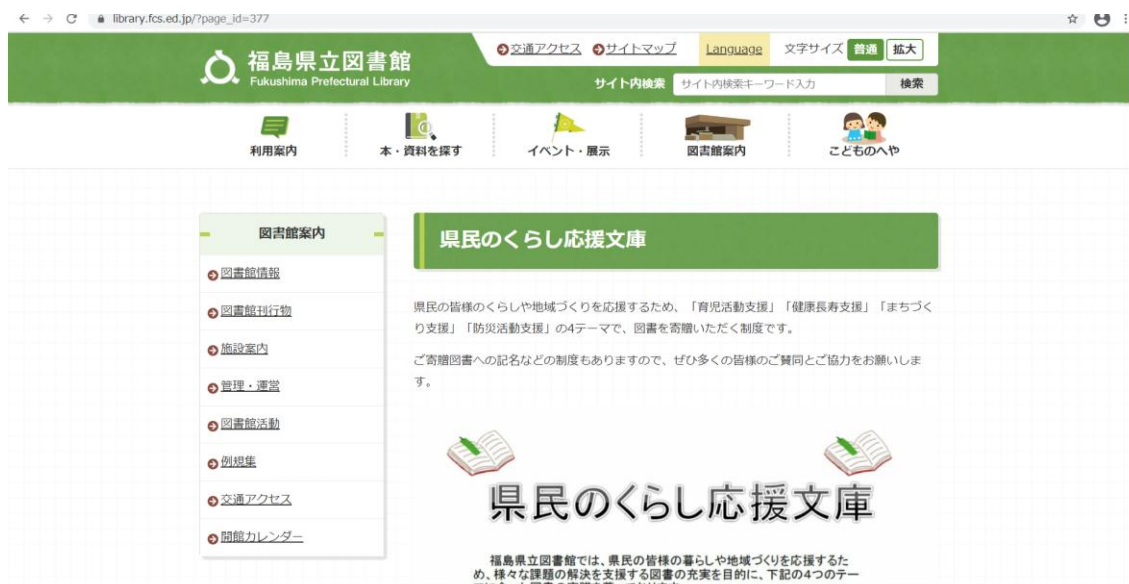 library.fcs.ed.jp/?page_id=377
福島県立図書館
Fukushima Prefectural Library
交通アクセス サイトマップ Language 文字サイズ 普通 拡大
サイト内検索 サイト内検索キーワード入力 検索
利用案内 本・資料を探す イベント・展示 図書館案内 こどものへや
図書館案内
図書館情報
図書館刊行物
施設案内
管理・運営
図書館活動
例規集
交通アクセス
開館カレンダー
県民のくらし応援文庫
県民の皆様のくらしや地域づくりを応援するため、「育児活動支援」「健康長寿支援」「まちづく
り支援」「防災活動支援」の4テーマで、図書を寄贈いただく制度です。
ご寄贈図書への記名などの制度もありますので、ぜひ多くの皆様のご賛同とご協力をお願いしま
す。
県民のくらし応援文庫
福島県立図書館では、県民の皆様の暮らしや地域づくりを応援するた
め、様々な課題の解決を支援する図書の充実を目的に、下記の4つのテー